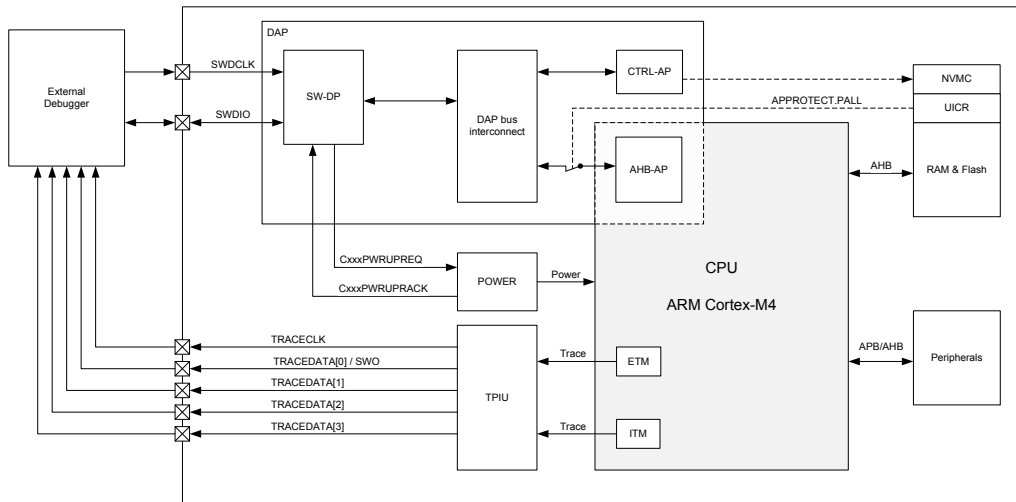 DAP
External
Debugger
SWDCLK
SWDIO
SW-DP
DAP bus
interconnect
CTRL-AP
NVMC
UICR
APPROTECT.PALL
AHB-AP
RAM & Flash
AHB
CxxxPWRUPREQ
CxxxPWRUPRACK
POWER
Power
CPU
ARM Cortex-M4
TRACECLK
TRACEDATA[0] / SWO
TRACEDATA[1]
TRACEDATA[2]
TRACEDATA[3]
TPIU
Trace
ETM
Trace
ITM
APB/AHB
Peripherals